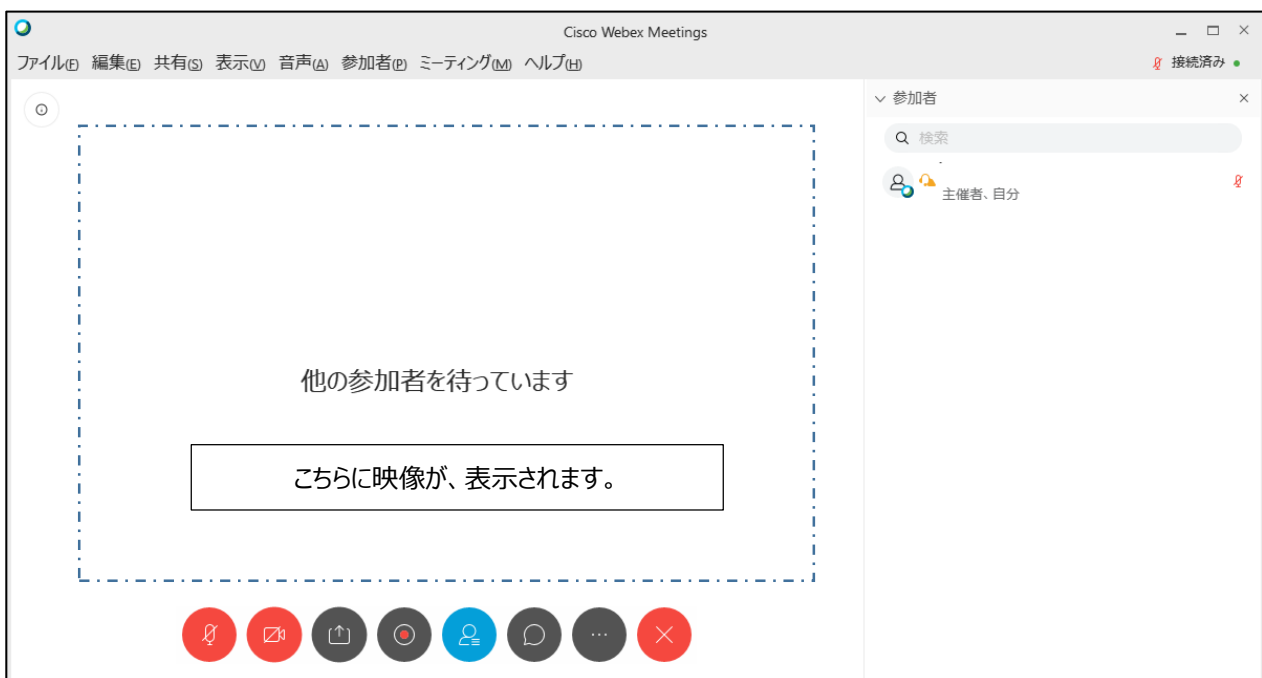 Cisco Webex Meetings
ファイル(F) 編集(E) 共有(S) 表示(V) 音声(A) 参加者(P) ミーティング(M) ヘルプ(H)
接続済み
参加者
検索
主催者、自分
他の参加者を待っています
こちらに映像が、表示されます。